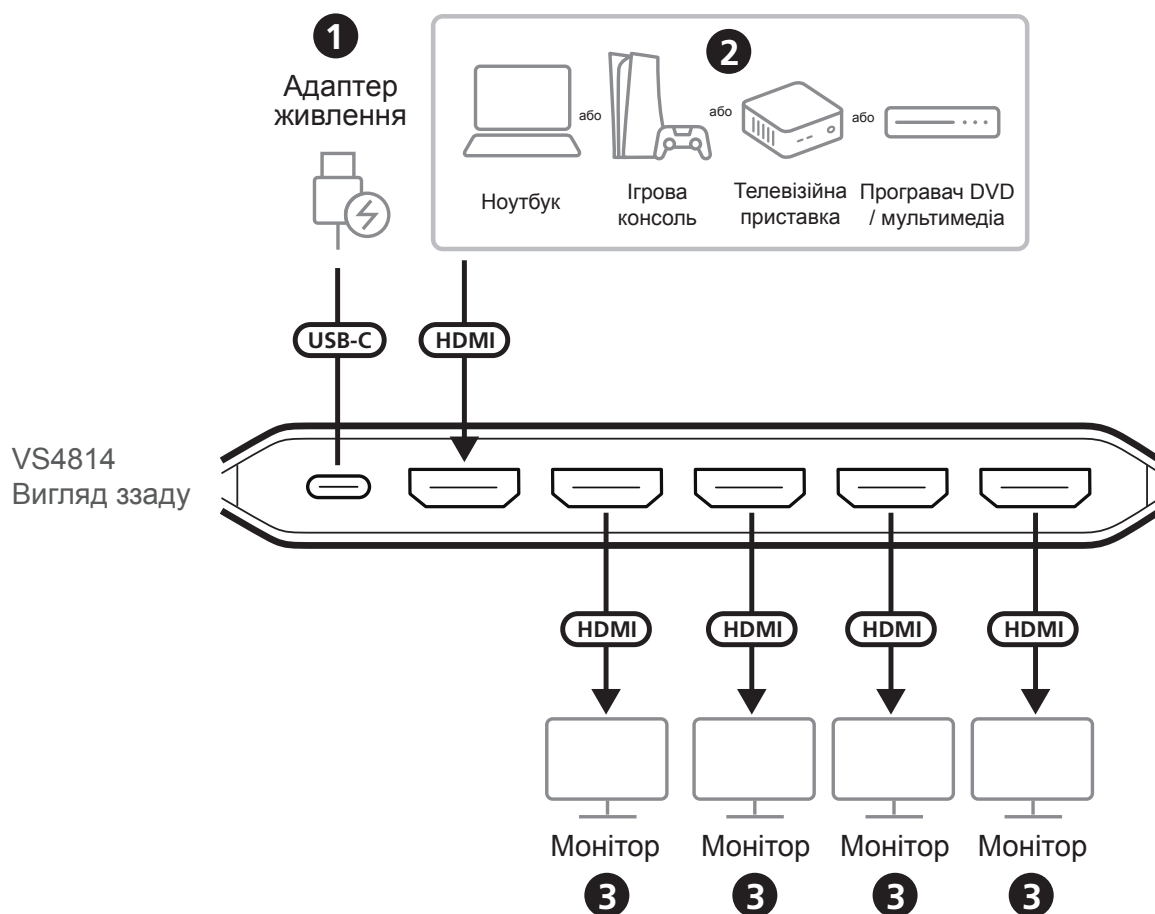 1
Адаптер
живлення
2
або
або
або
Ноутбук
Ігрова
консоль
Телевізійна
приставка
Програвач DVD
/ мультимедіа
USB-C
HDMI
VS4814
Вигляд ззаду
HDMI
HDMI
HDMI
HDMI
Монітор
Монітор
Монітор
Монітор
3
3
3
3